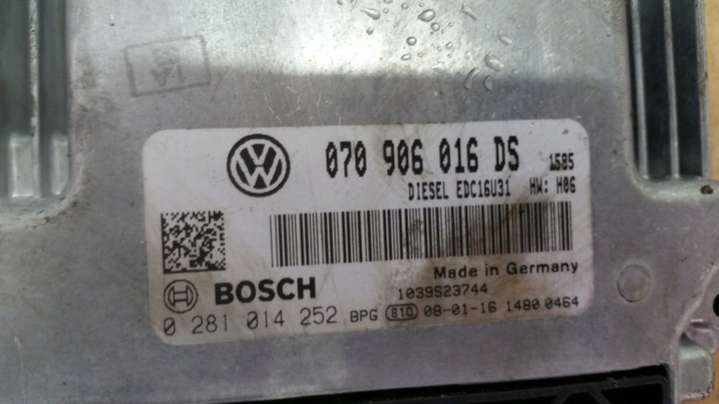 070 906 016 DS 1585
DIESEL EDC16U31 HW: H06
Made in Germany
BOSCH 1039S23744
0 281 014 252 BPG 810 08-01-16 1480 0464